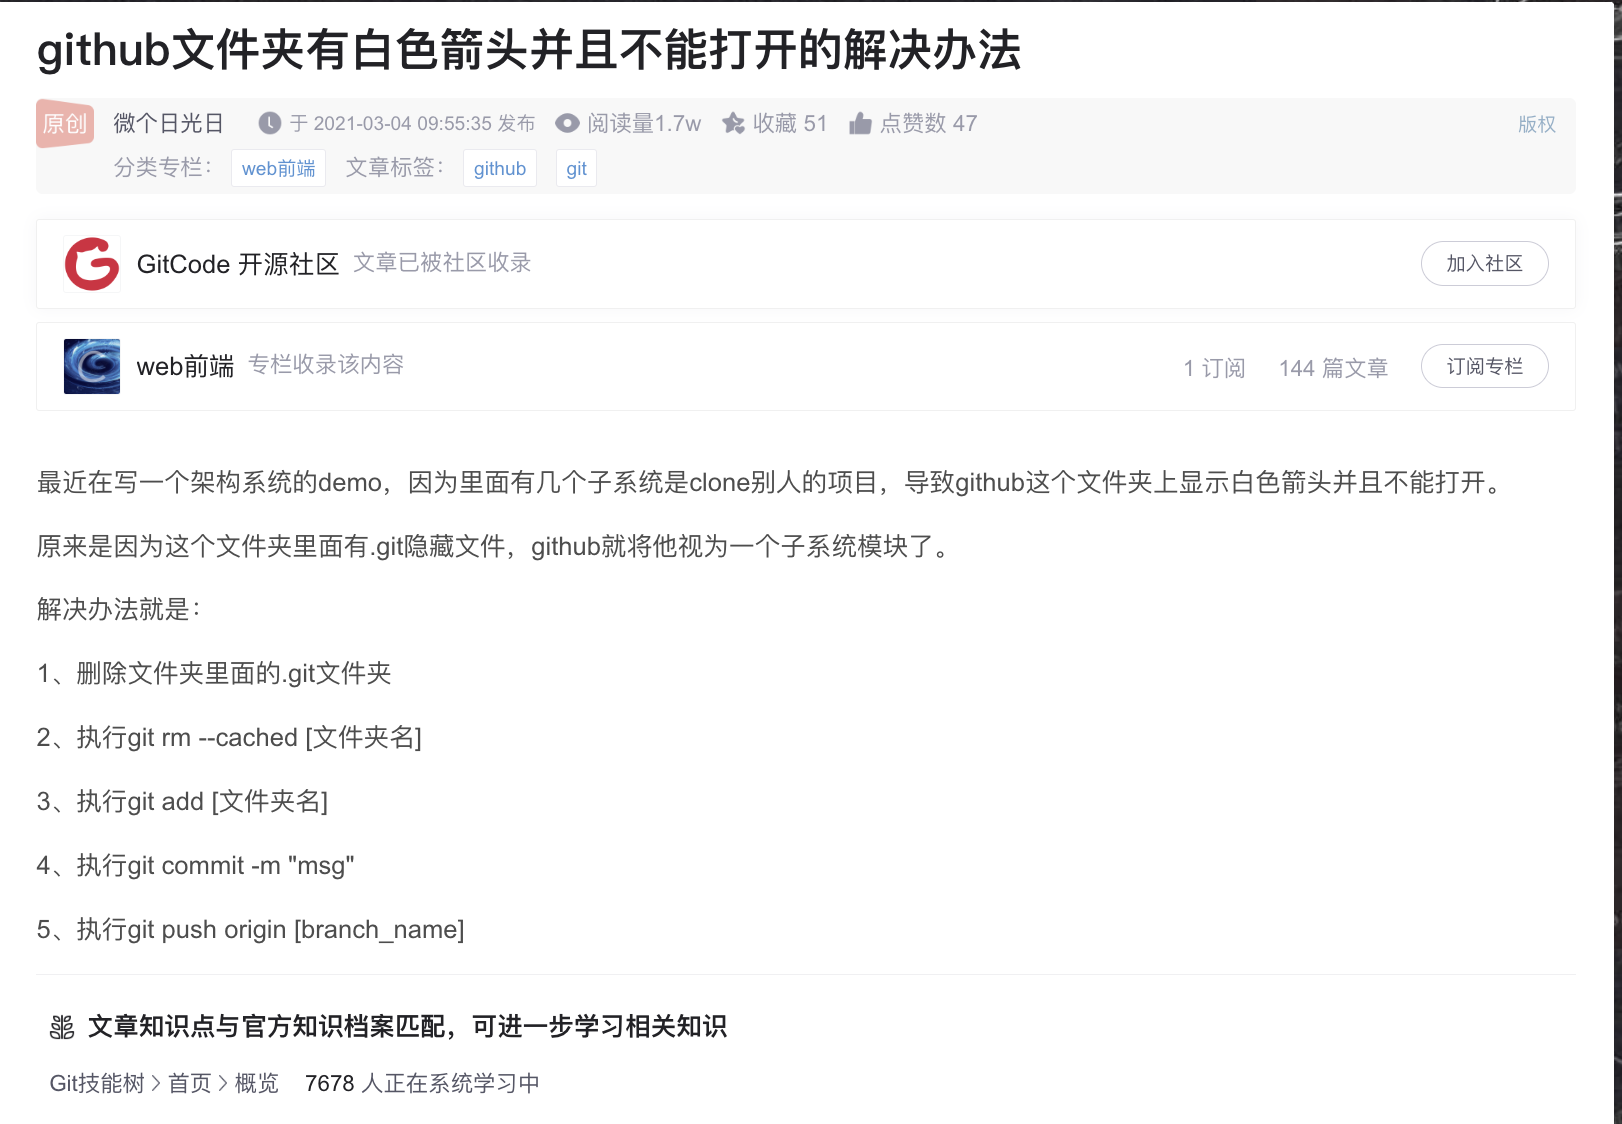 github文件夹有白色箭头并且不能打开的解决办法
原创 微个日光日 于 2021-03-04 09:55:35 发布 阅读量1.7w 收藏 51 点赞数 47 版权
分类专栏： web前端 文章标签： github git
GitCode 开源社区 文章已被社区收录 加入社区
web前端 专栏收录该内容 1 订阅 144 篇文章 订阅专栏
最近在写一个架构系统的demo，因为里面有几个子系统是clone别人的项目，导致github这个文件夹上显示白色箭头并且不能打开。
原来是因为这个文件夹里面有.git隐藏文件，github就将他视为一个子系统模块了。
解决办法就是：
1、删除文件夹里面的.git文件夹
2、执行git rm --cached [文件夹名]
3、执行git add [文件夹名]
4、执行git commit -m "msg"
5、执行git push origin [branch_name]
文章知识点与官方知识档案匹配，可进一步学习相关知识
Git技能树 > 首页 > 概览 7678 人正在系统学习中